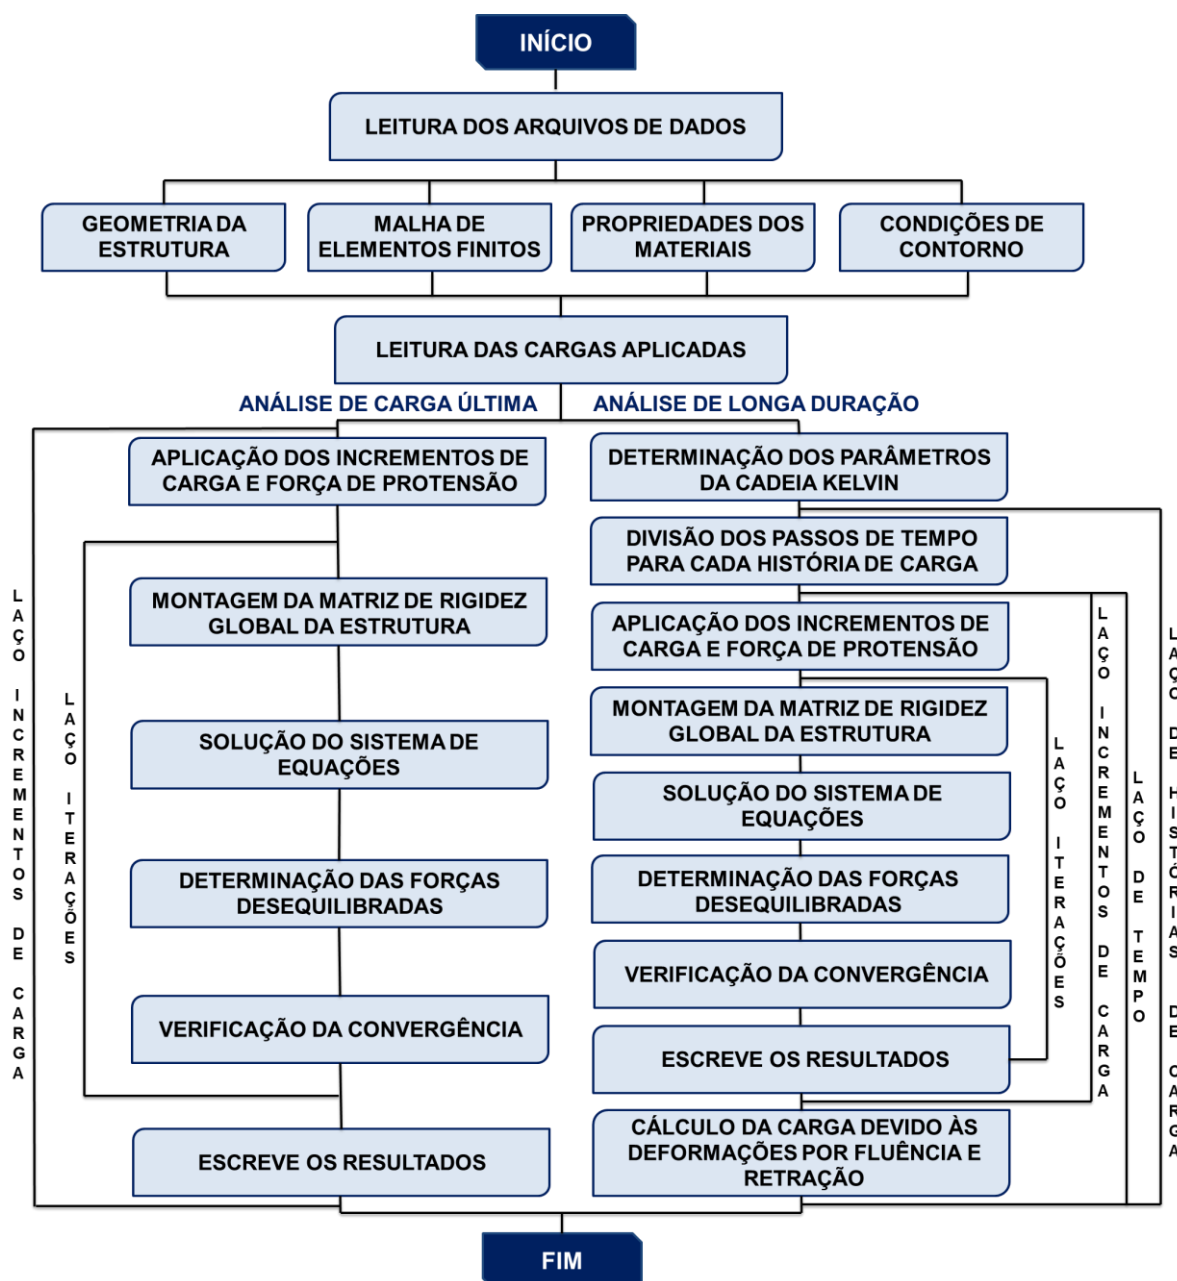 INÍCIO
LEITURA DOS ARQUIVOS DE DADOS
GEOMETRIA DA
ESTRUTURA
MALHA DE
ELEMENTOS FINITOS
PROPRIEDADES DOS
MATERIAIS
CONDIÇÕES DE
CONTORNO
LEITURA DAS CARGAS APLICADAS
ANÁLISE DE CARGA ÚLTIMA
APLICAÇÃO DOS INCREMENTOS DE
CARGA E FORÇA DE PROTENSÃO
MONTAGEM DA MATRIZ DE RIGIDEZ
GLOBAL DA ESTRUTURA
SOLUÇÃO DO SISTEMA DE
EQUAÇÕES
DETERMINAÇÃO DAS FORÇAS
DESEQUILIBRADAS
VERIFICAÇÃO DA CONVERGÊNCIA
ESCREVE OS RESULTADOS
LAÇO INCREMENTOS DE CARGA
LAÇO ITERAÇÕES
ANÁLISE DE LONGA DURAÇÃO
DETERMINAÇÃO DOS PARÂMETROS
DA CADEIA KELVIN
DIVISÃO DOS PASSOS DE TEMPO
PARA CADA HISTÓRIA DE CARGA
APLICAÇÃO DOS INCREMENTOS DE
CARGA E FORÇA DE PROTENSÃO
MONTAGEM DA MATRIZ DE RIGIDEZ
GLOBAL DA ESTRUTURA
SOLUÇÃO DO SISTEMA DE
EQUAÇÕES
DETERMINAÇÃO DAS FORÇAS
DESEQUILIBRADAS
VERIFICAÇÃO DA CONVERGÊNCIA
ESCREVE OS RESULTADOS
CÁLCULO DA CARGA DEVIDO ÀS
DEFORMAÇÕES POR FLUÊNCIA E
RETRAÇÃO
LAÇO ITERAÇÕES
LAÇO INCREMENTOS DE CARGA
LAÇO DE TEMPO
LAÇO DE HISTÓRIAS DE CARGA
FIM